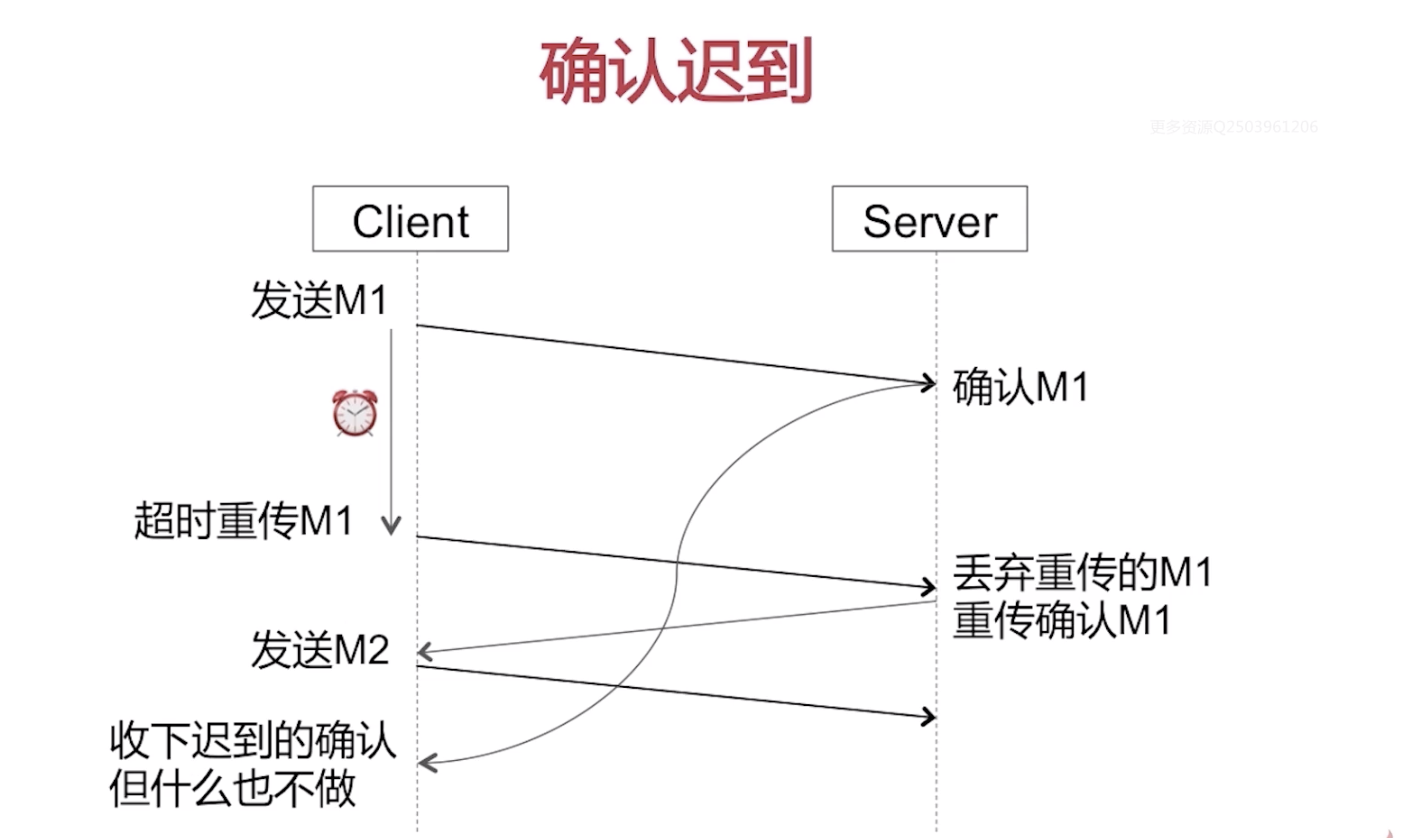 确认迟到
更多资源Q2503961206
Client
Server
发送M1
确认M1
超时重传M1
丢弃重传的M1
重传确认M1
发送M2
收下迟到的确认
但什么也不做